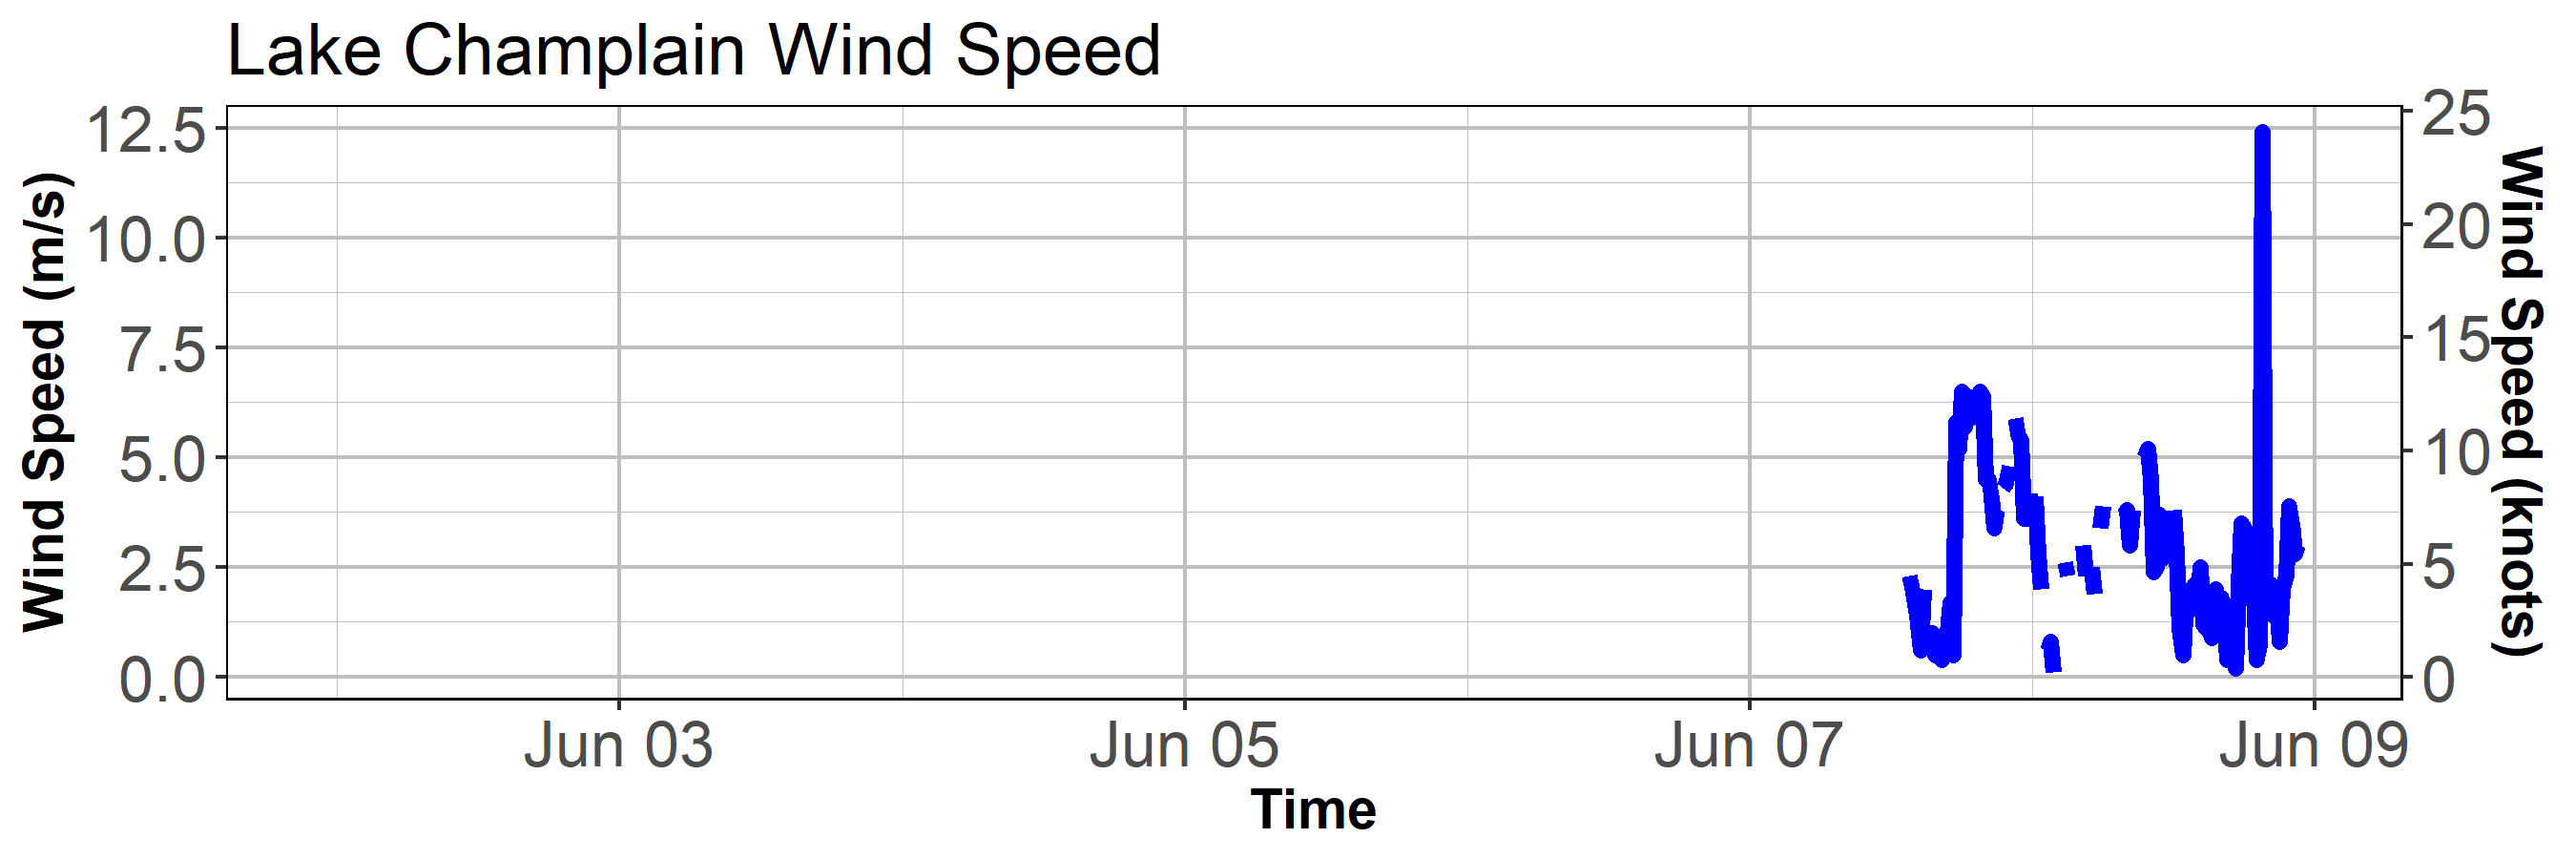 Lake Champlain Wind Speed
12.5
10.0
7.5
5.0
2.5
0.0
Wind Speed (m/s)
25
20
15
10
5
0
Wind Speed (knots)
Jun 03
Jun 05
Jun 07
Jun 09
Time